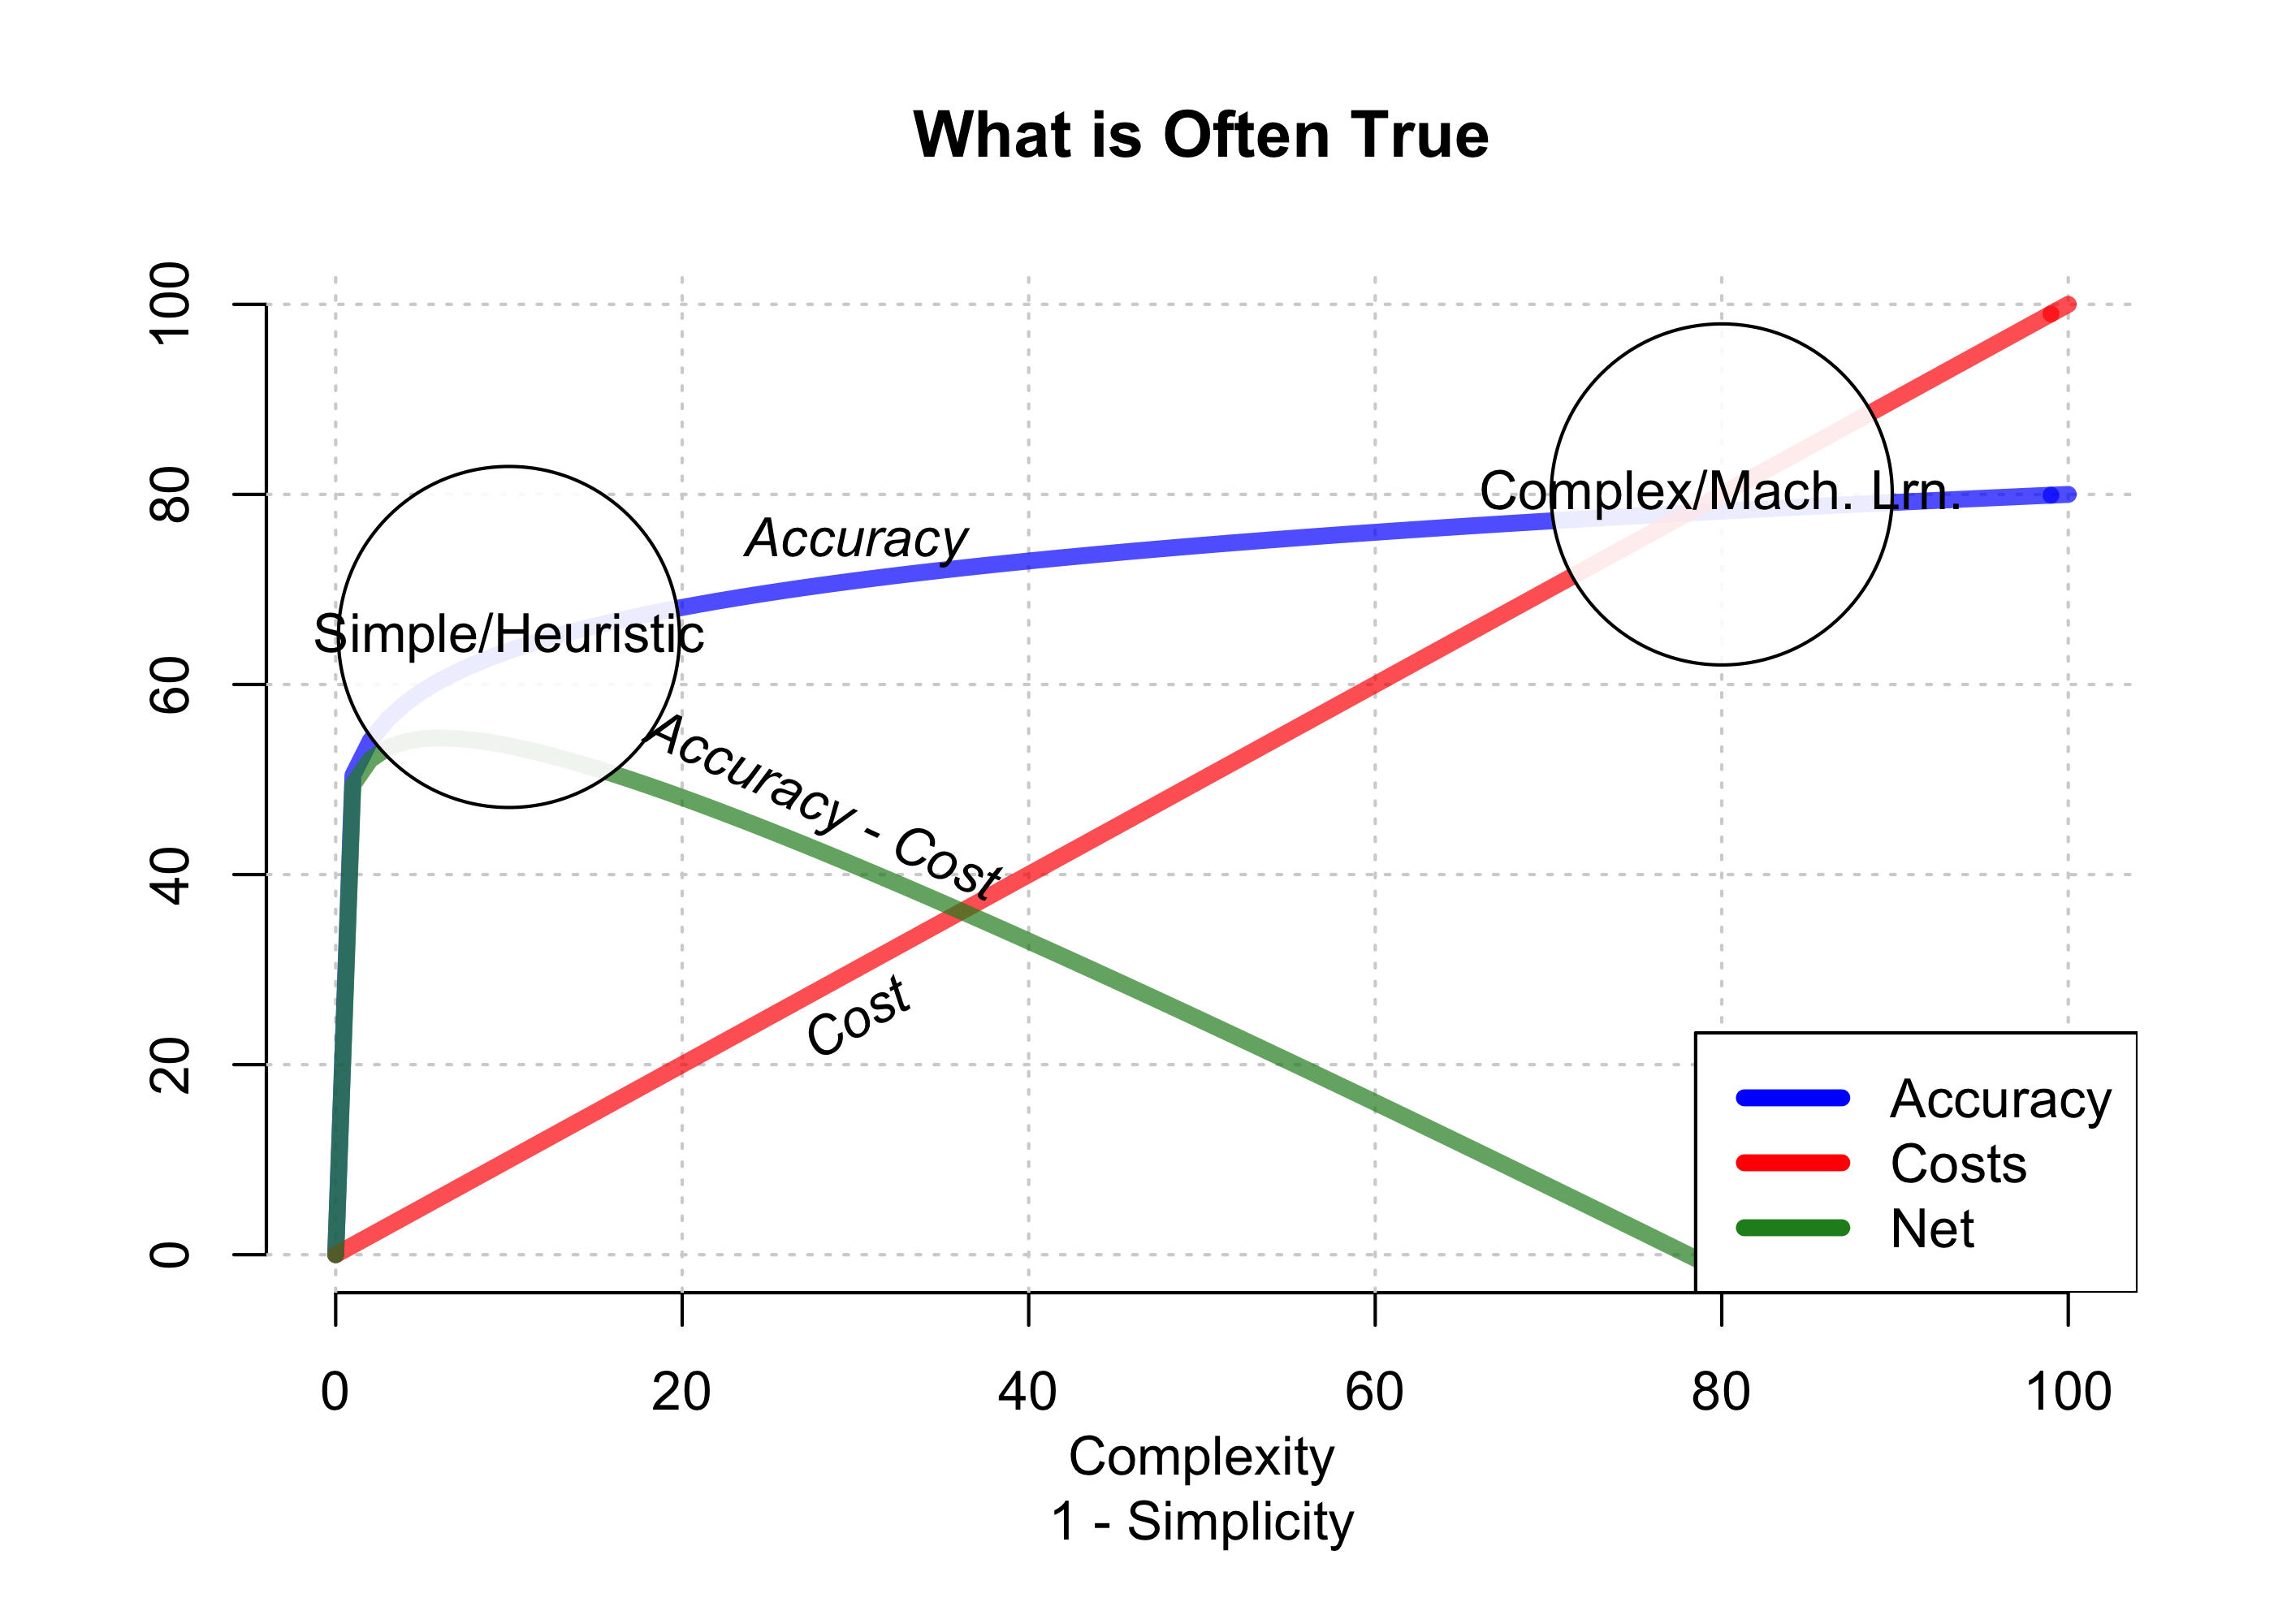 What is Often True
100
80
60
40
20
0
Accuracy
Complex/Mach. Lrn.
Simple/Heuristic
Accuracy - Cost
Cost
Accuracy
Costs
Net
0 20 40 60 80 100
Complexity
1 - Simplicity